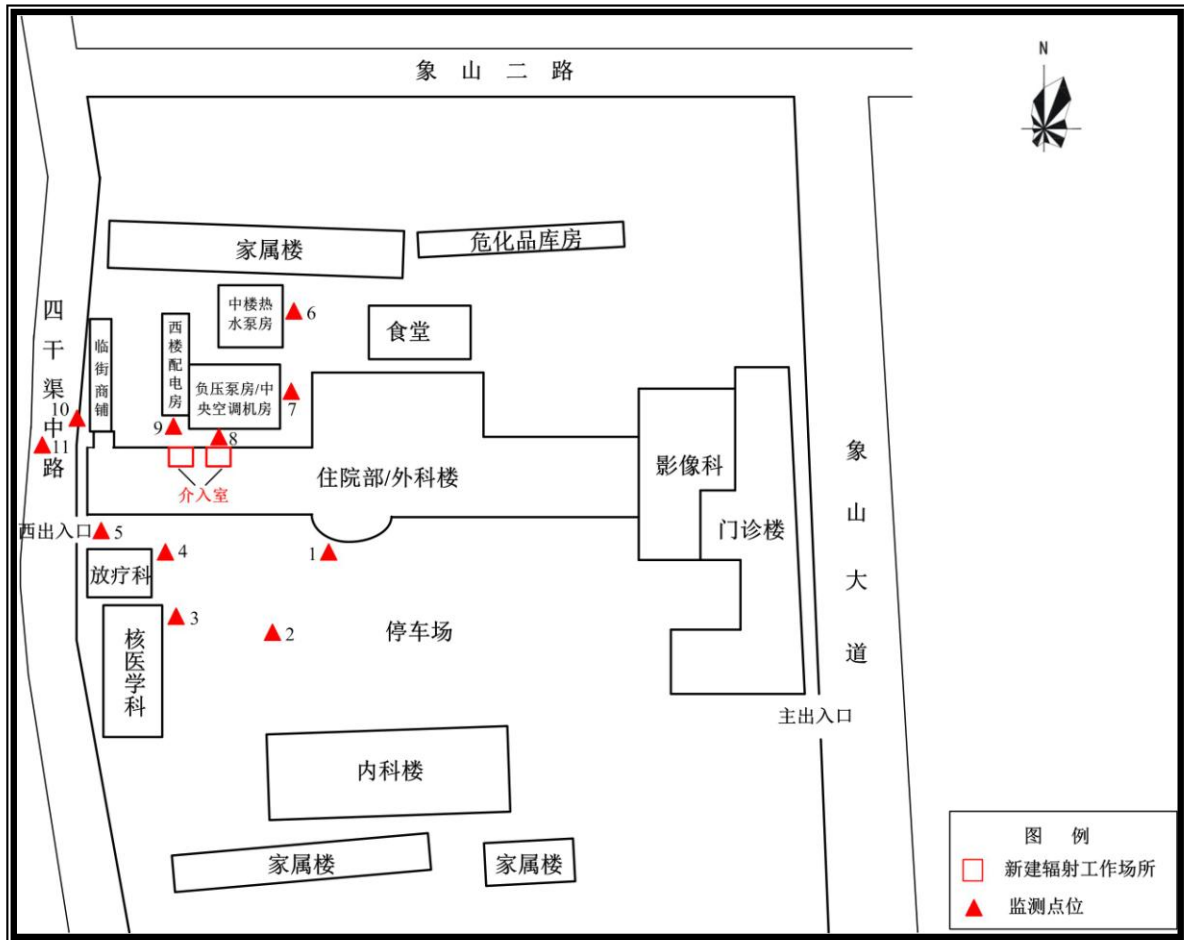 N
象山二路
家属楼
危化品库房
四干渠中路
临街商铺
西楼配电房
中楼热
水泵房
6
食堂
负压泵房/中
央空调机房
7
10
11
9
8
介入室
住院部/外科楼
影像科
门诊楼
象山大道
西出入口
5
4
1
放疗科
3
2
停车场
核医学科
主出入口
内科楼
家属楼
家属楼
图 例
新建辐射工作场所
监测点位